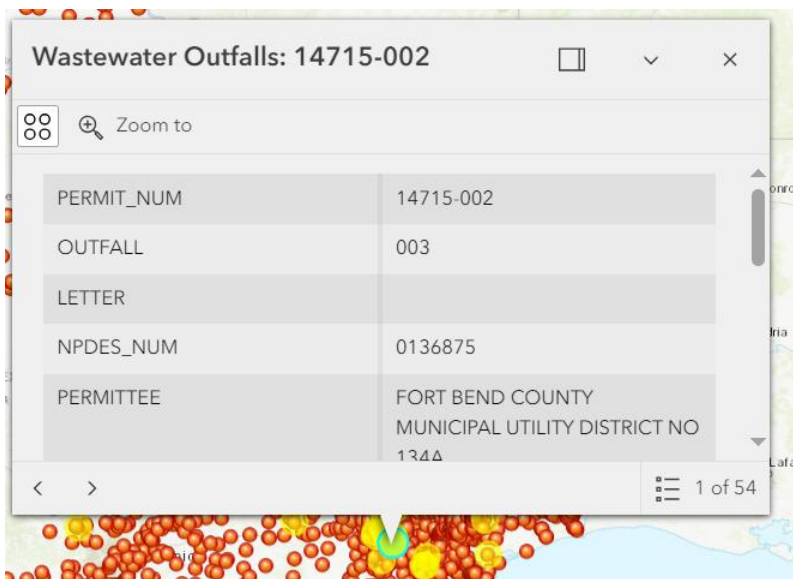 Wastewater Outfalls: 14715-002
Zoom to
PERMIT_NUM 14715-002
OUTFALL 003
LETTER
NPDES_NUM 0136875
PERMITTEE FORT BEND COUNTY
MUNICIPAL UTILITY DISTRICT NO
134A
1 of 54